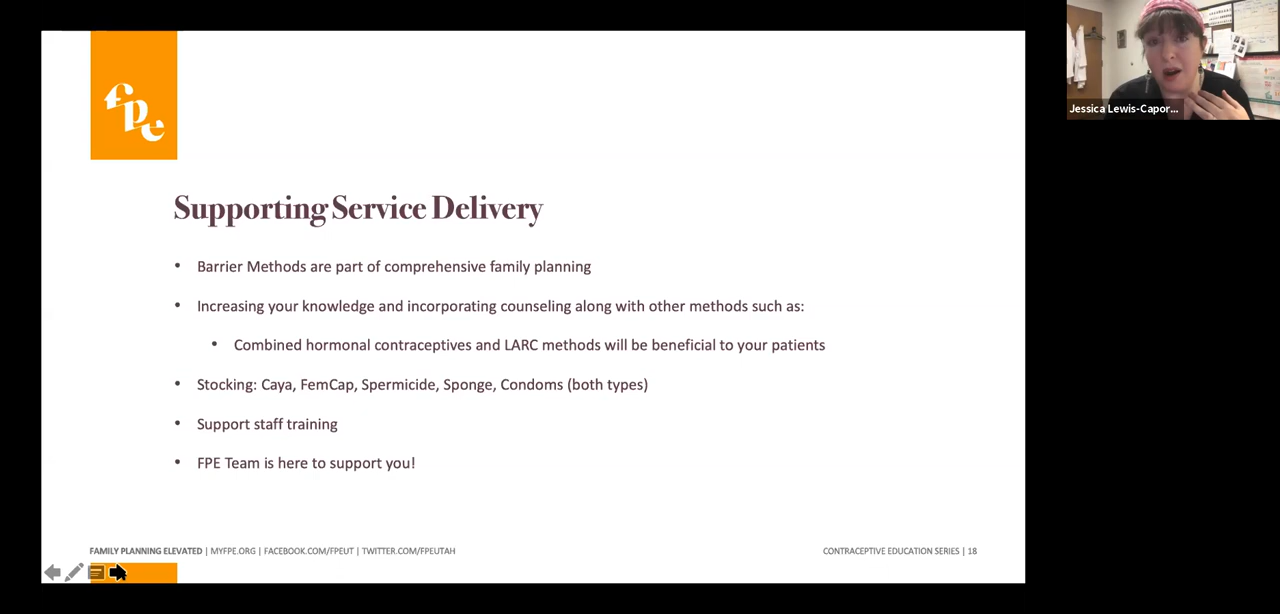 fpe
Jessica Lewis-Capor...
Supporting Service Delivery
• Barrier Methods are part of comprehensive family planning
• Increasing your knowledge and incorporating counseling along with other methods such as:
• Combined hormonal contraceptives and LARC methods will be beneficial to your patients
• Stocking: Caya, FemCap, Spermicide, Sponge, Condoms (both types)
• Support staff training
• FPE Team is here to support you!
FAMILY PLANNING ELEVATED | MYFPE.ORG | FACEBOOK.COM/FPEUT | TWITTER.COM/FPEUTAH
CONTRACEPTIVE EDUCATION SERIES | 18